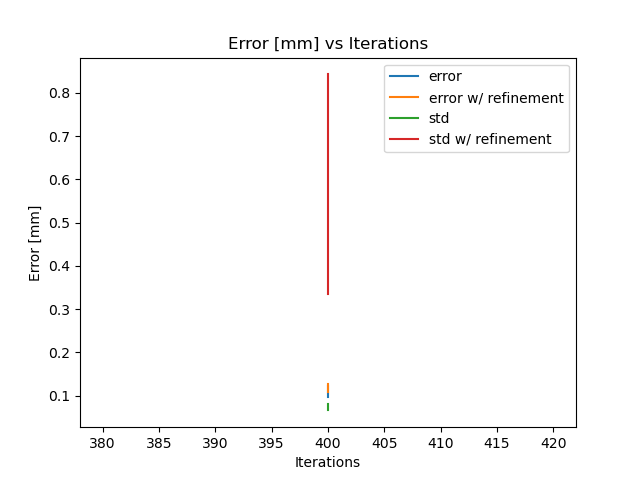 Error [mm] vs Iterations
error
error w/ refinement
std
std w/ refinement
0.8
0.7
0.6
0.5
0.4
0.3
0.2
0.1
Error [mm]
380 385 390 395 400 405 410 415 420
Iterations